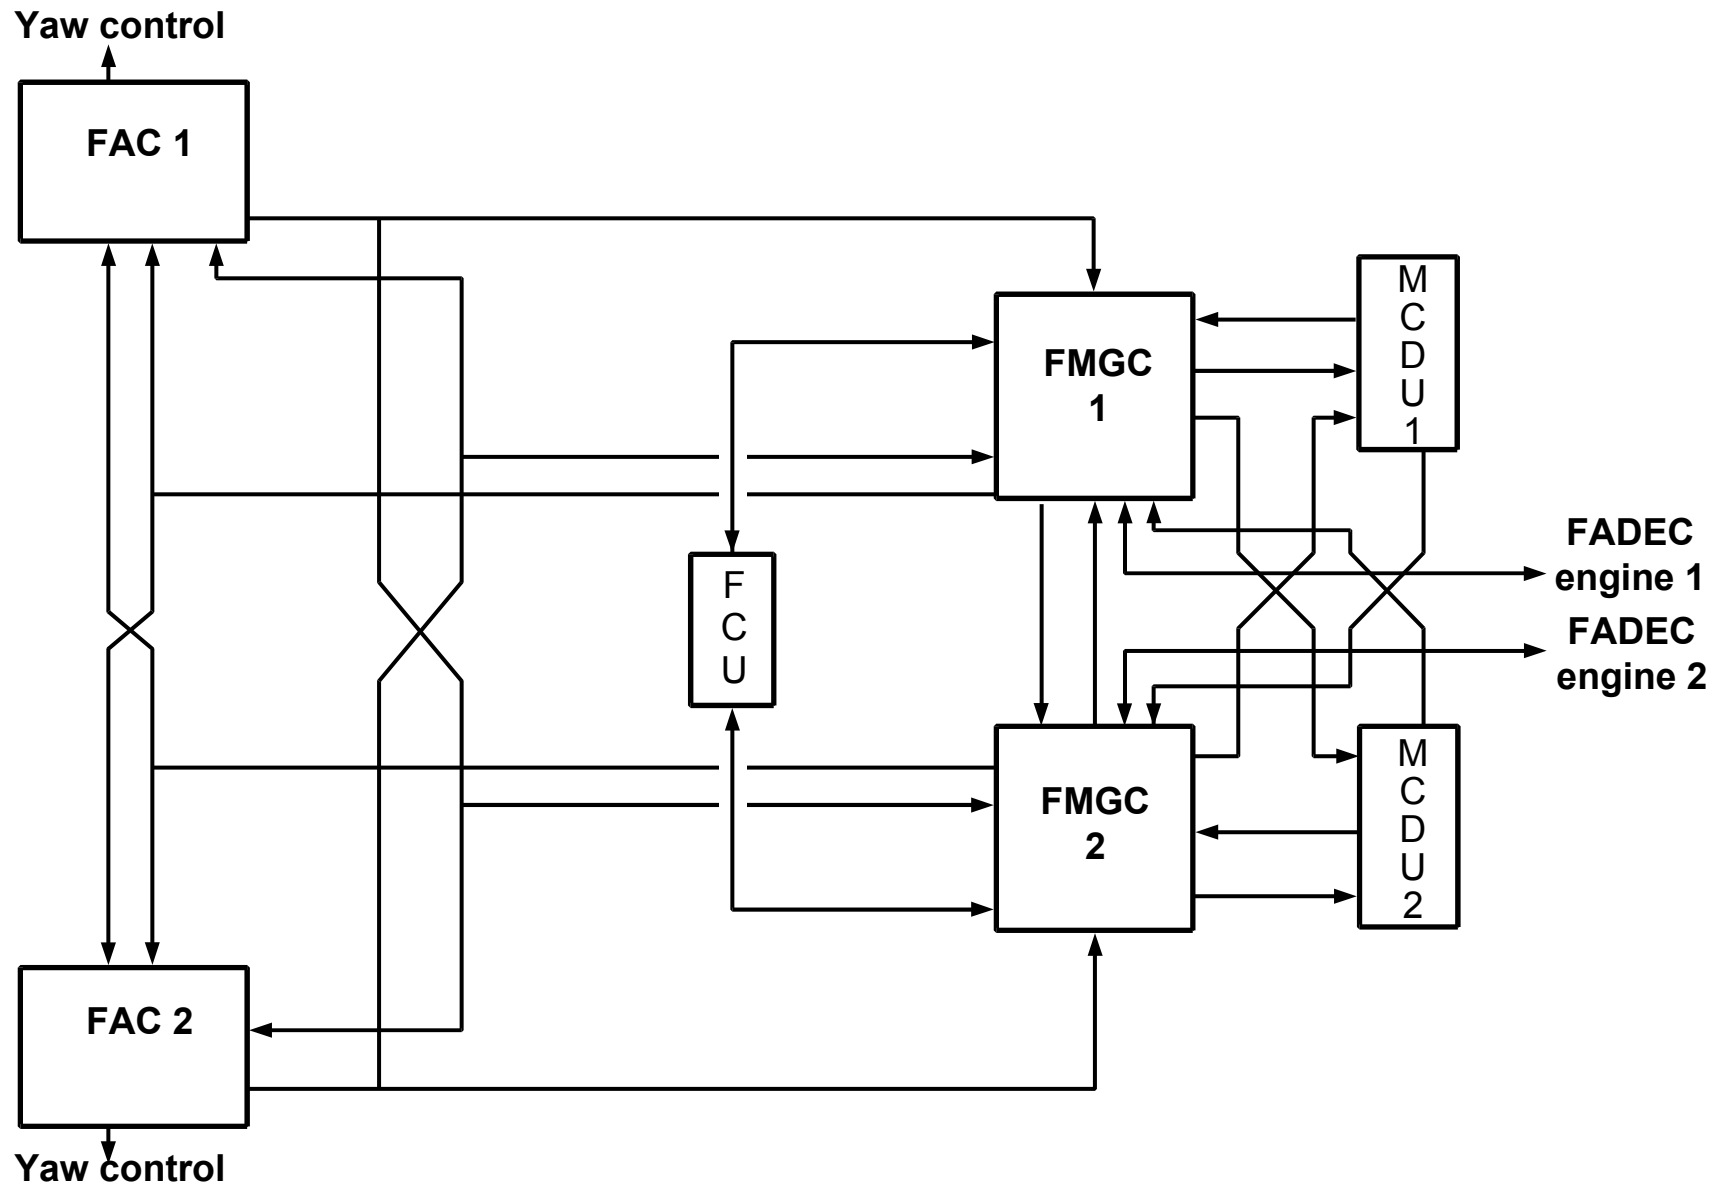 Yaw control
FAC 1
M
C
D
U
1
FMGC
1
FADEC
engine 1
F
C
U
FADEC
engine 2
M
C
D
U
2
FMGC
2
FAC 2
Yaw control